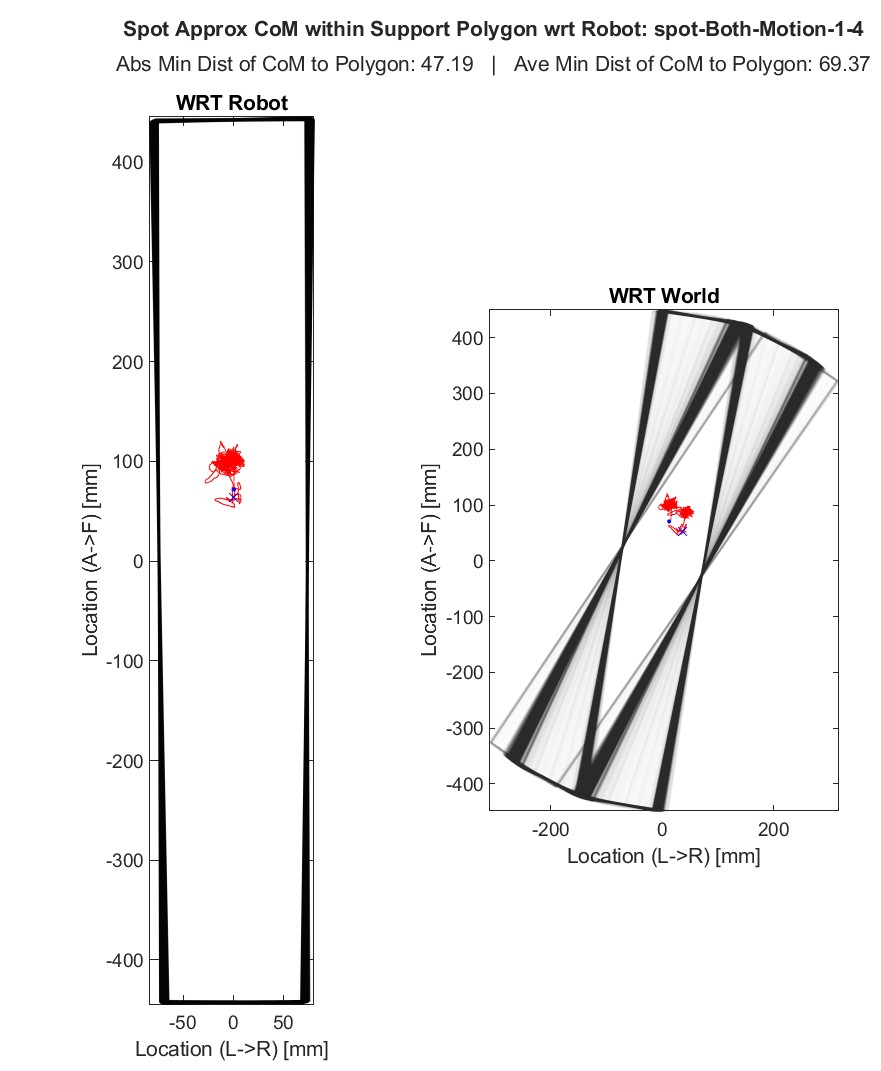 Spot Approx CoM within Support Polygon wrt Robot: spot-Both-Motion-1-4
Abs Min Dist of CoM to Polygon: 47.19 | Ave Min Dist of CoM to Polygon: 69.37
WRT Robot
400
300
200
100
0
-100
-200
-300
-400
Location (A->F) [mm]
-50 0 50
Location (L->R) [mm]
WRT World
400
300
200
100
0
-100
-200
-300
-400
Location (A->F) [mm]
-200 0 200
Location (L->R) [mm]